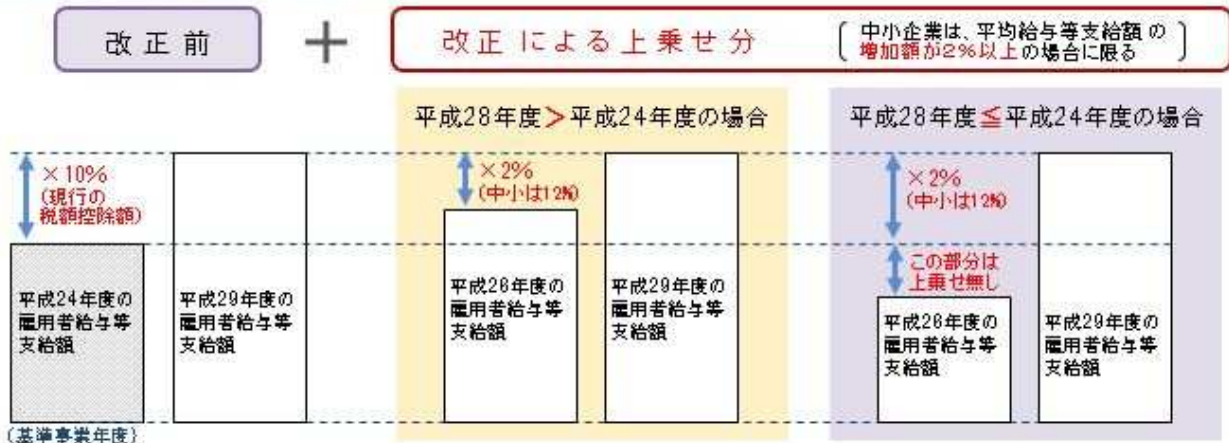 改正前
＋
改正による上乗せ分
中小企業は、平均給与等支給額の
増加額が2%以上の場合に限る
平成28年度＞平成24年度の場合
平成28年度≦平成24年度の場合
×10%
(現行の
税額控除額)
×2%
(中小は12%)
×2%
(中小は12%)
この部分は
上乗せ無し
平成24年度の
雇用者給与等
支給額
平成29年度の
雇用者給与等
支給額
平成28年度の
雇用者給与等
支給額
平成29年度の
雇用者給与等
支給額
平成28年度の
雇用者給与等
支給額
平成29年度の
雇用者給与等
支給額
(基準事業年度)